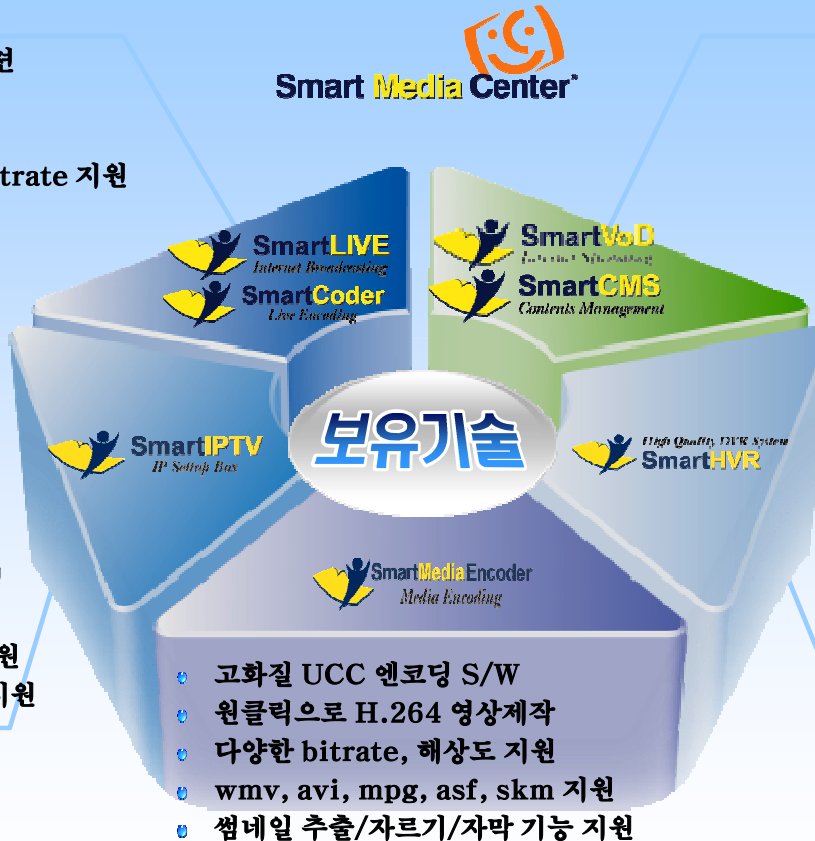 Smart Media Center
trate 지원
SmartLIVE
Internet Broadcasting
SmartCoder
Live Encoding
SmartVoD
SmartCMS
Contents Management
SmartIPTV
IP Settop Box
보유기술
High Quality DVR System
SmartHVR
SmartMediaEncoder
Media Encoding
고화질 UCC 엔코딩 S/W
원
지원
원클릭으로 H.264 영상제작
다양한 bitrate, 해상도 지원
wmv, avi, mpg, asf, skm 지원
썸네일 추출/자르기/자막 기능 지원